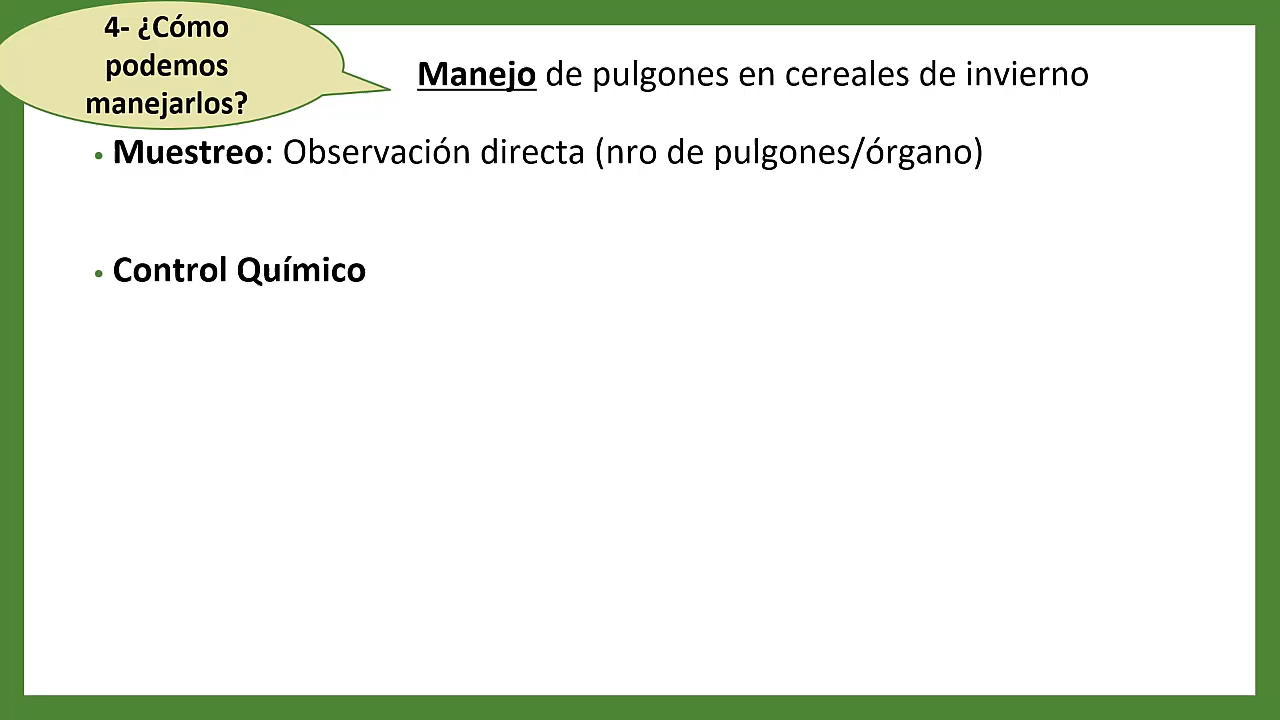 4- ¿Cómo
podemos
manejarlos?
Manejo de pulgones en cereales de invierno
• Muestreo: Observación directa (nro de pulgones/órgano)
• Control Químico